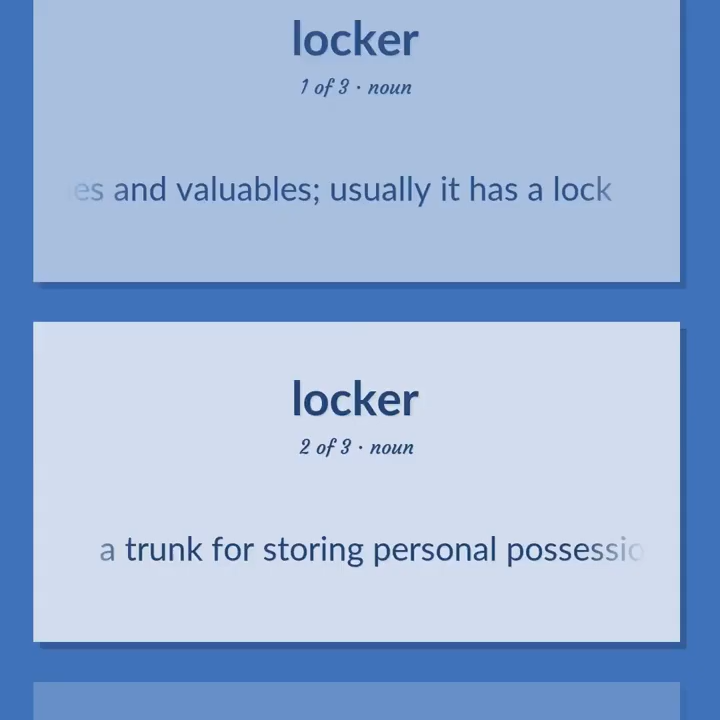 locker
1 of 3 · noun
es and valuables; usually it has a lock
locker
2 of 3 · noun
a trunk for storing personal possessio